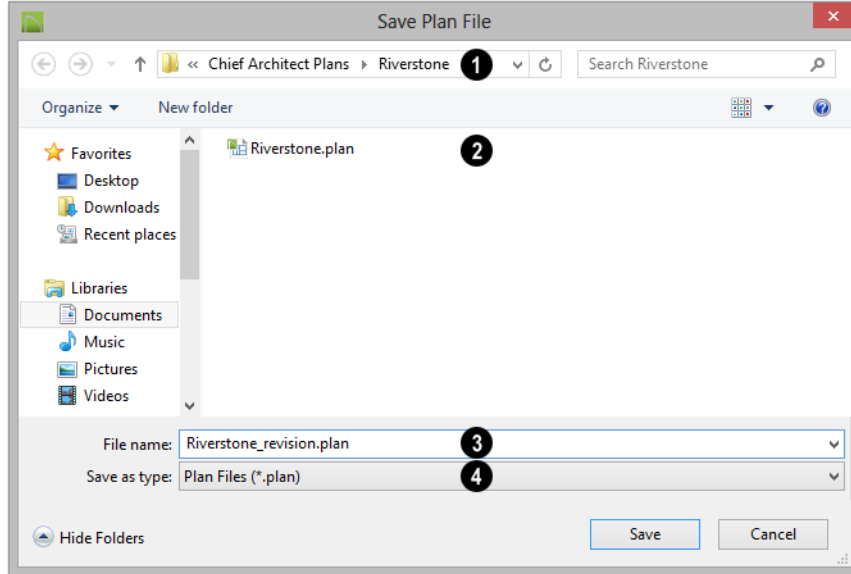 Save Plan File
« Chief Architect Plans Riverstone 1 Search Riverstone
Organize New folder
Favorites
Desktop
Downloads
Recent places
Libraries
Documents
Music
Pictures
Videos
Riverstone.plan 2
File name: Riverstone_revision.plan 3
Save as type: Plan Files (*.plan) 4
Hide Folders Save Cancel